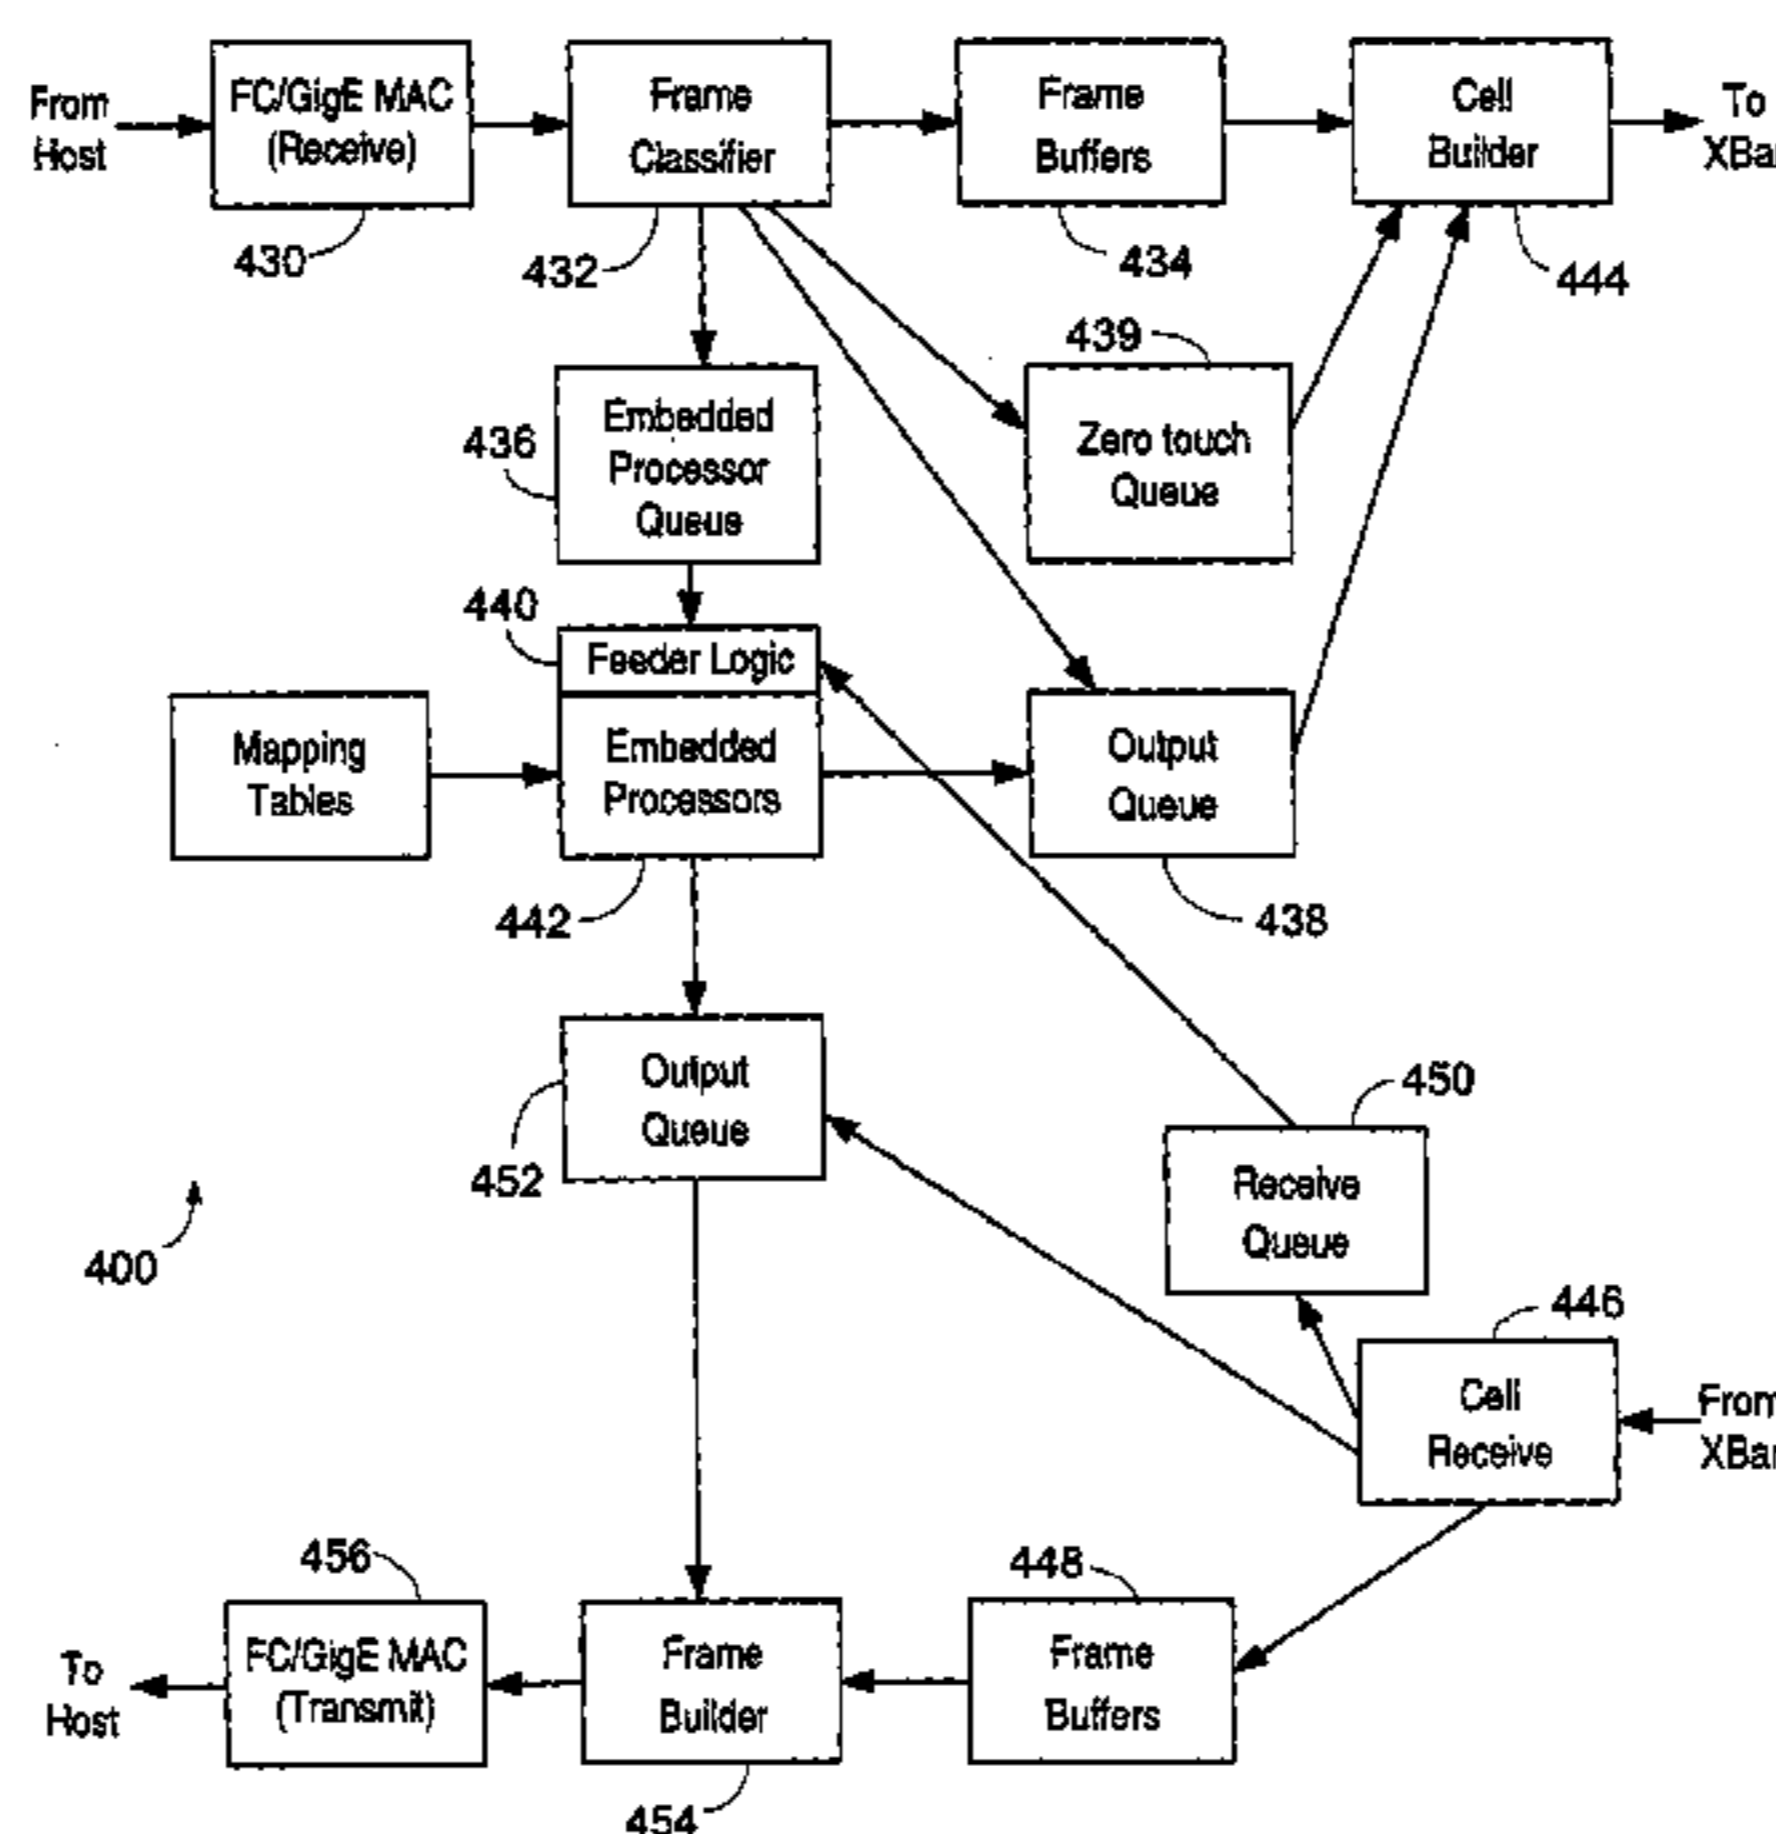 From
Host
FC/GigE MAC
(Receive)
Frame
Classifier
Frame
Buffers
Cell
Builder
To
XBar
430
432
434
444
439
436
Embedded
Processor
Queue
Zero touch
Queue
440
Feeder Logic
Mapping
Tables
Embedded
Processors
Output
Queue
442
438
Output
Queue
452
450
Receive
Queue
400
446
Cell
Receive
From
XBar
456
448
To
Host
FC/GigE MAC
(Transmit)
Frame
Builder
Frame
Buffers
454